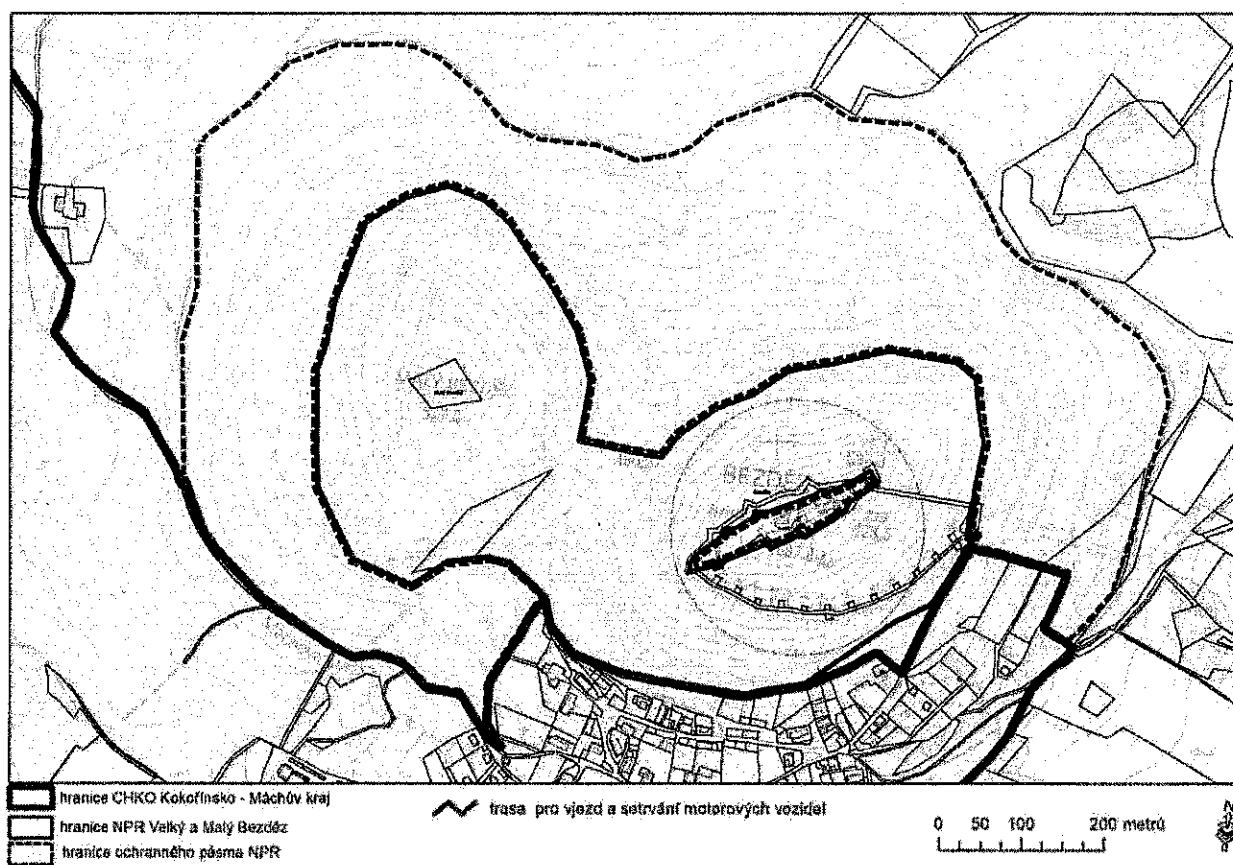 hranice CHKO Kokořínsko - Máchův kraj
hranice NPR Velký a Malý Bezděz
hranice ochranného pásma NPR
trasa pro vjezd a setrvání motorových vozidel
0 50 100 200 metrů
N